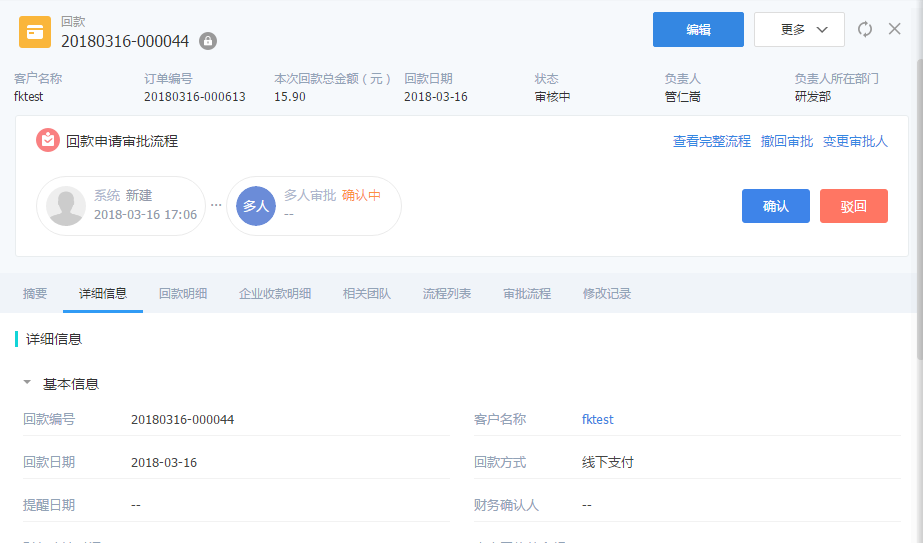 回款
20180316-000044
编辑
更多
客户名称 订单编号 本次回款总金额（元） 回款日期 状态 负责人 负责人所在部门
fktest 20180316-000613 15.90 2018-03-16 审核中 管仁嵩 研发部
回款申请审批流程
查看完整流程 撤回审批 变更审批人
系统 新建
2018-03-16 17:06
...
多人
多人审批 确认中
--
确认
驳回
摘要 详细信息 回款明细 企业收款明细 相关团队 流程列表 审批流程 修改记录
详细信息
基本信息
回款编号 20180316-000044 客户名称 fktest
回款日期 2018-03-16 回款方式 线下支付
提醒日期 -- 财务确认人 --